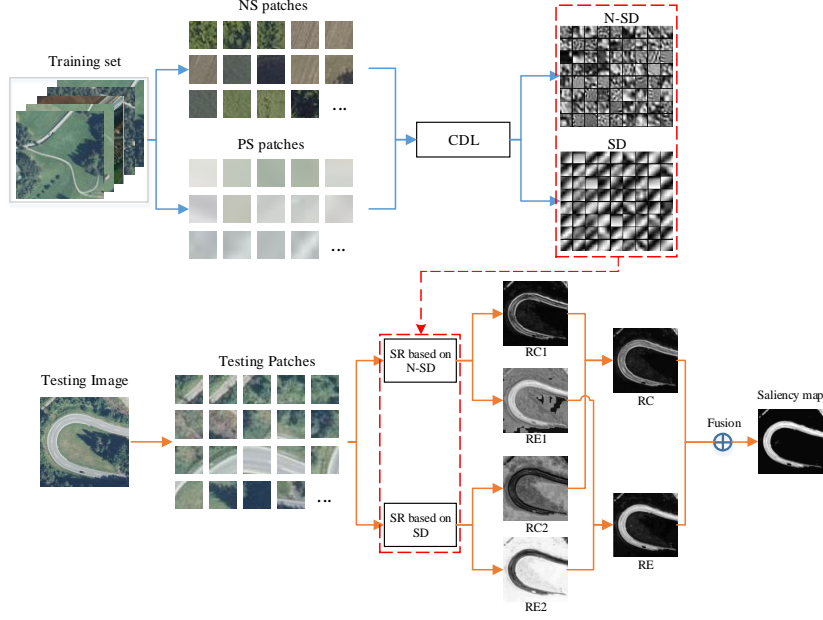 NS patches
N-SD
Training set
...
PS patches
CDL
SD
...
Testing Image
Testing Patches
SR based on
N-SD
RC1
RC
RE1
Fusion
Saliency map
SR based on
SD
RC2
RE
...
RE2